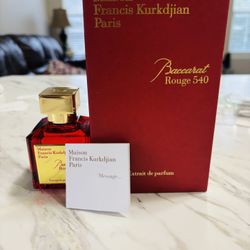 Francis Kurkdjian
Paris
Baccarat
Rouge 540
Extrait de parfum
Maison
Francis Kurkdjian
Paris
Maison
Francis Kurkdjian
Paris
Message...